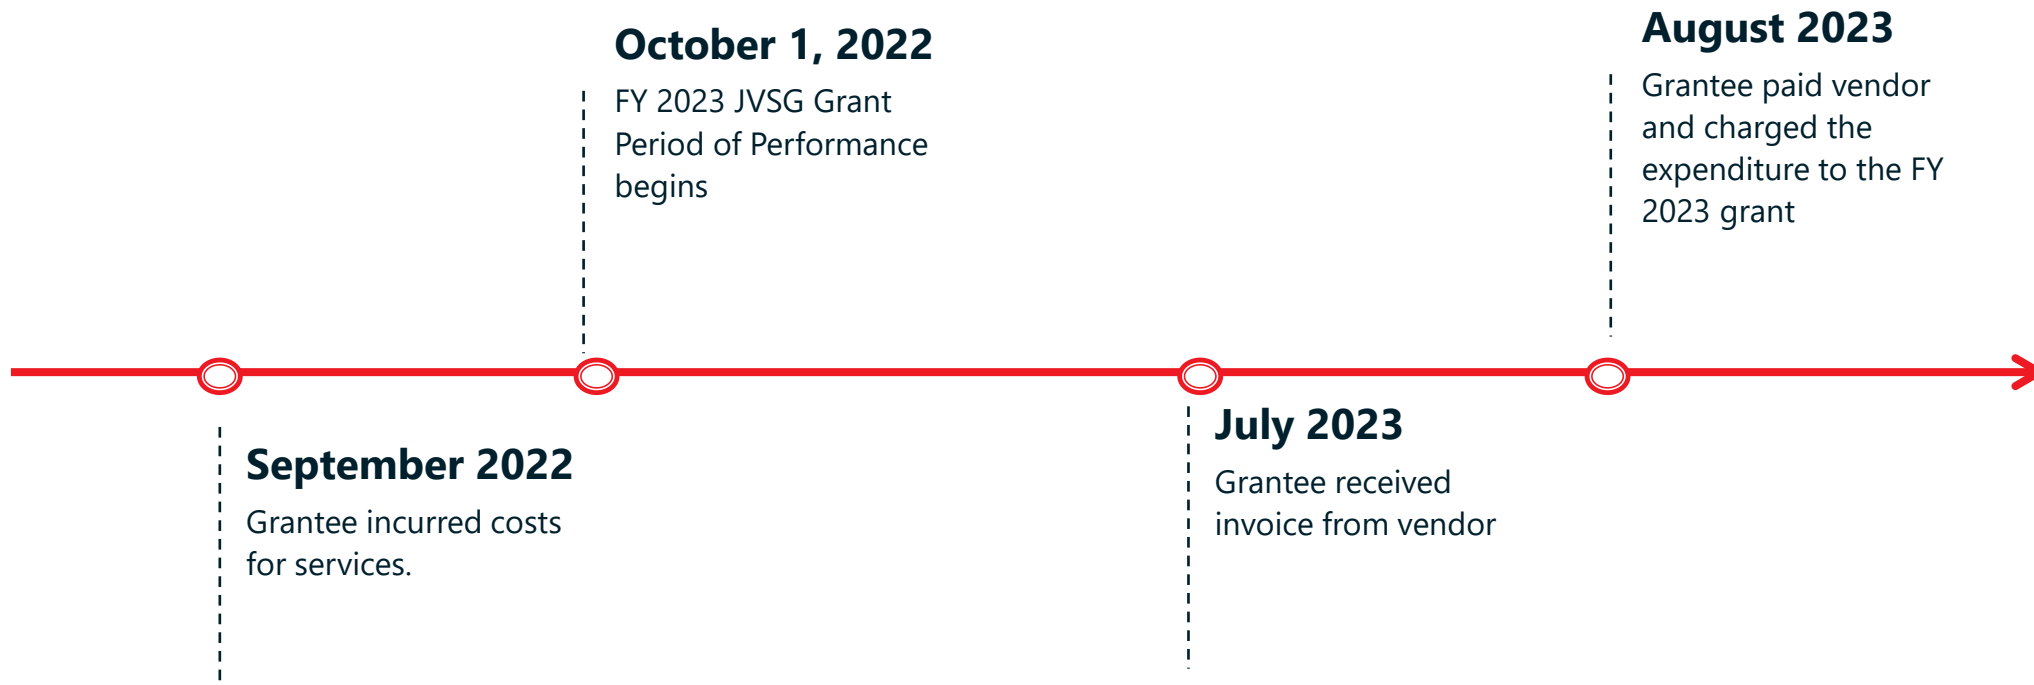 September 2022
Grantee incurred costs
for services.
October 1, 2022
FY 2023 JVSG Grant
Period of Performance
begins
July 2023
Grantee received
invoice from vendor
August 2023
Grantee paid vendor
and charged the
expenditure to the FY
2023 grant